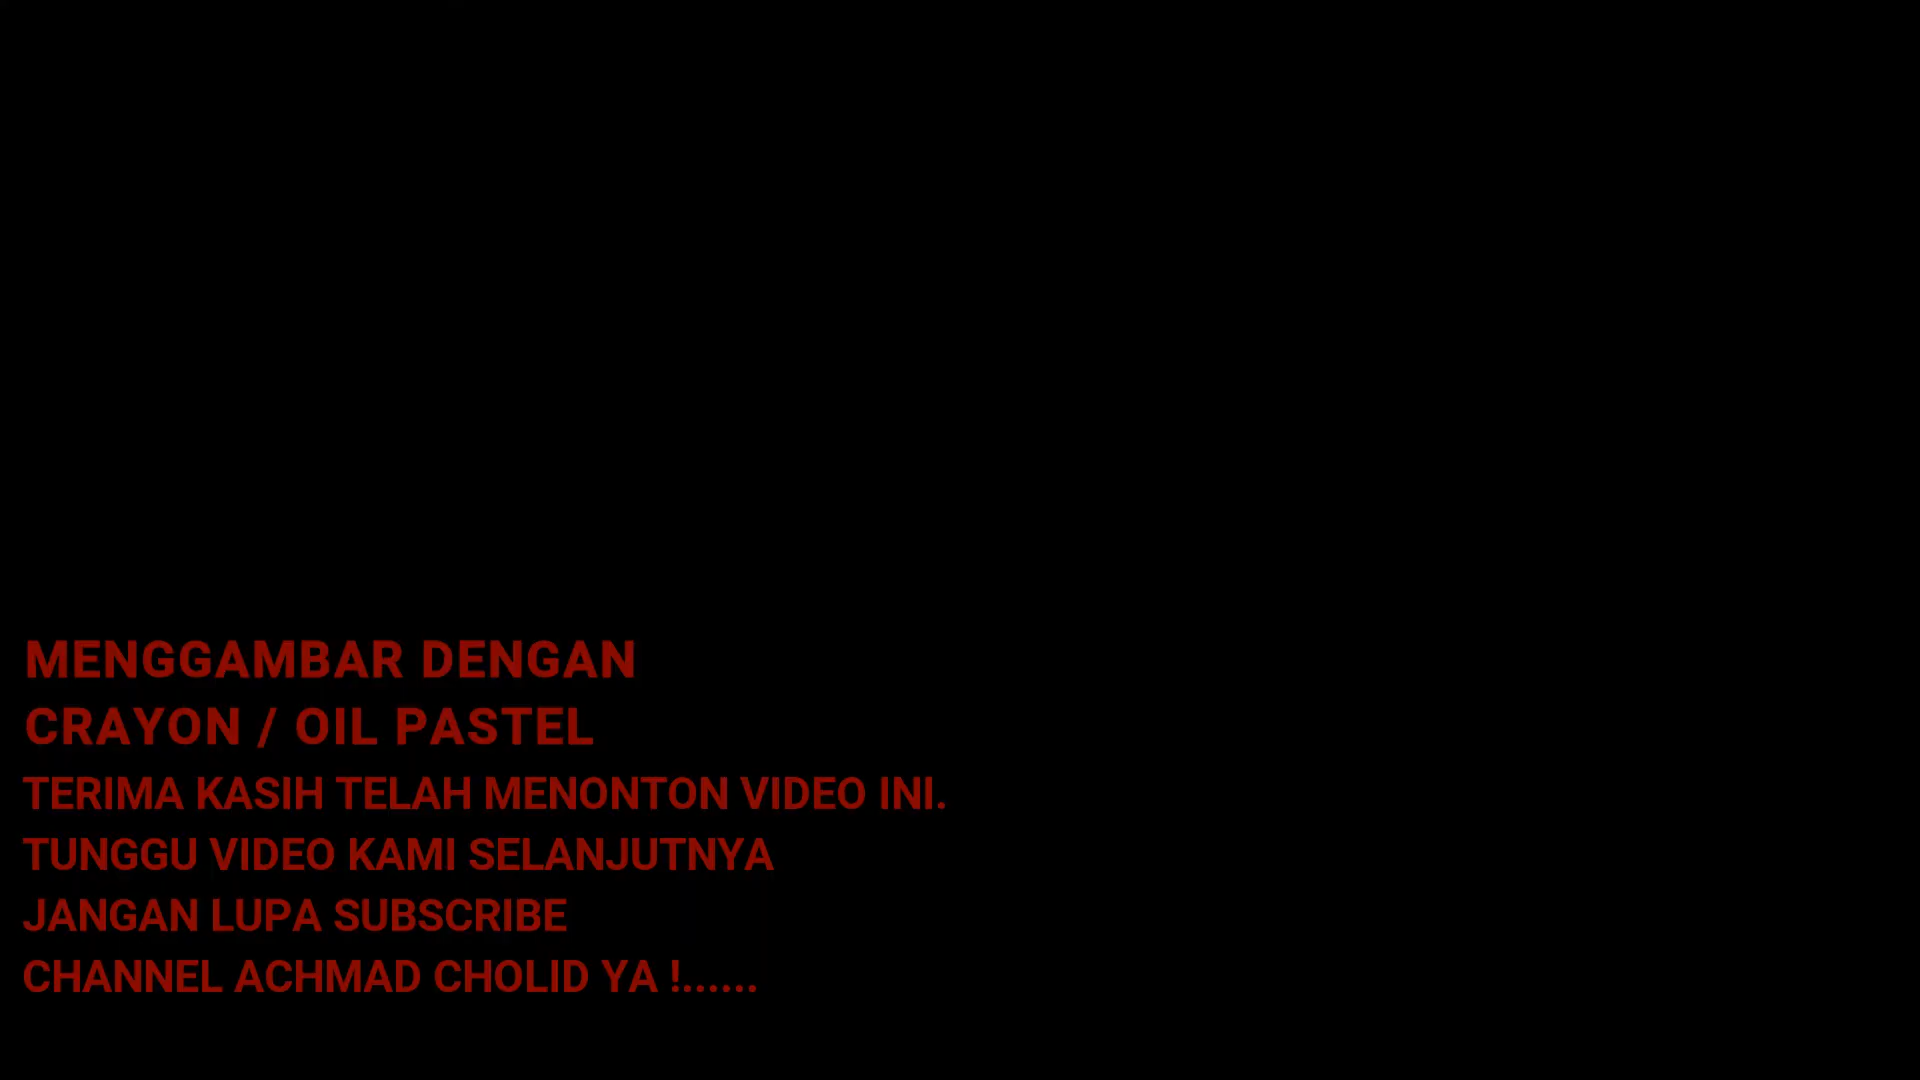 MENGGAMBAR DENGAN
CRAYON / OIL PASTEL
TERIMA KASIH TELAH MENONTON VIDEO INI.
TUNGGU VIDEO KAMI SELANJUTNYA
JANGAN LUPA SUBSCRIBE
CHANNEL ACHMAD CHOLID YA !......